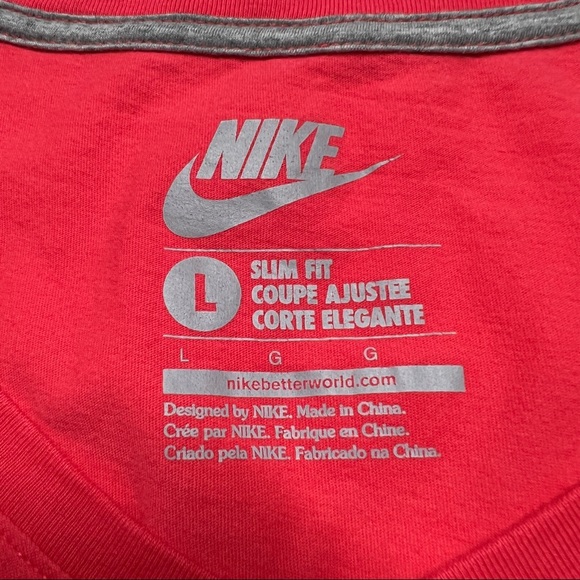 NIKE
L
SLIM FIT
COUPE AJUSTEE
CORTE ELEGANTE
L G G
nikebetterworld.com
Designed by NIKE. Made in China.
Crée par NIKE. Fabrique en Chine.
Criado pela NIKE. Fabricado na China.